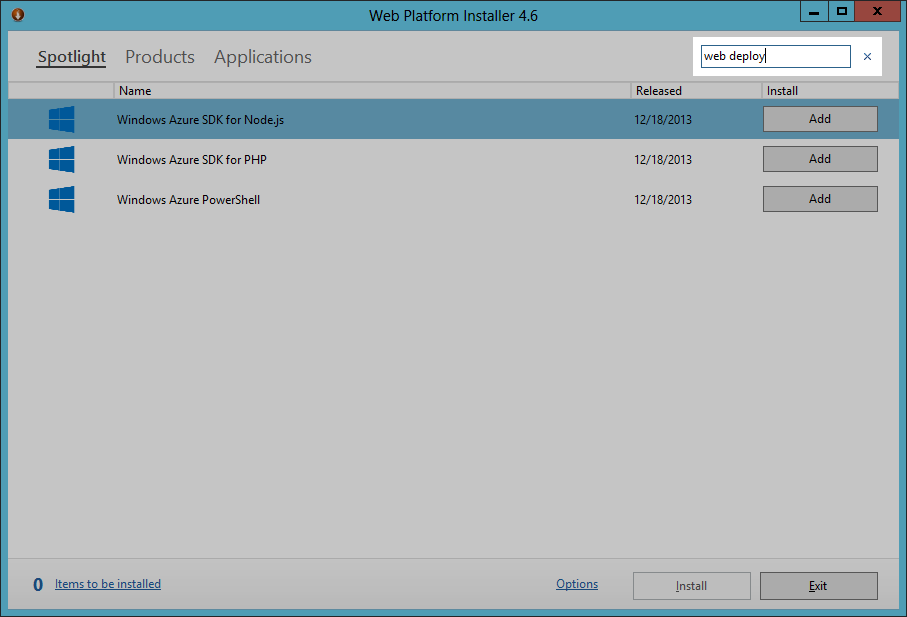 Web Platform Installer 4.6
Spotlight Products Applications web deploy
Name Released Install
Windows Azure SDK for Node.js 12/18/2013 Add
Windows Azure SDK for PHP 12/18/2013 Add
Windows Azure PowerShell 12/18/2013 Add
0 Items to be installed Options Install Exit